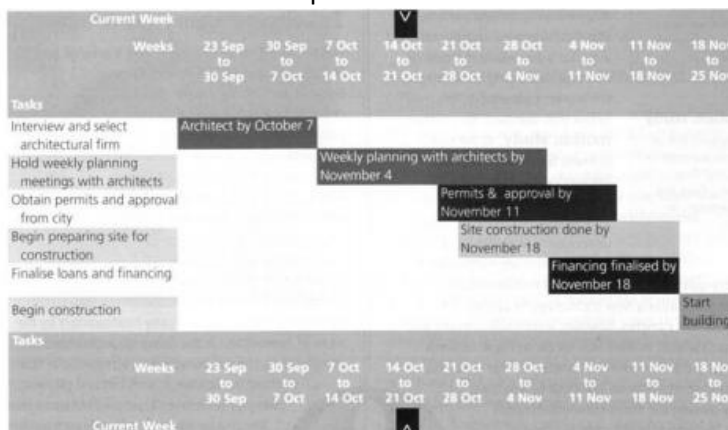 Current Week
V
Weeks 23 Sep 30 Sep 7 Oct 14 Oct 21 Oct 28 Oct 4 Nov 11 Nov 18 Nov
to to to to to to to to to
30 Sep 7 Oct 14 Oct 21 Oct 28 Oct 4 Nov 11 Nov 18 Nov 25 Nov
Tasks
Interview and select
architectural firm
Architect by October 7
Hold weekly planning
meetings with architects
Weekly planning with architects by
November 4
Obtain permits and approval
from city
Permits & approval by
November 11
Begin preparing site for
construction
Site construction done by
November 18
Finalise loans and financing
Financing finalised by
November 18
Begin construction
Start
building
Tasks
Weeks 23 Sep 30 Sep 7 Oct 14 Oct 21 Oct 28 Oct 4 Nov 11 Nov 18 Nov
to to to to to to to to to
30 Sep 7 Oct 14 Oct 21 Oct 28 Oct 4 Nov 11 Nov 18 Nov 25 Nov
Current Week